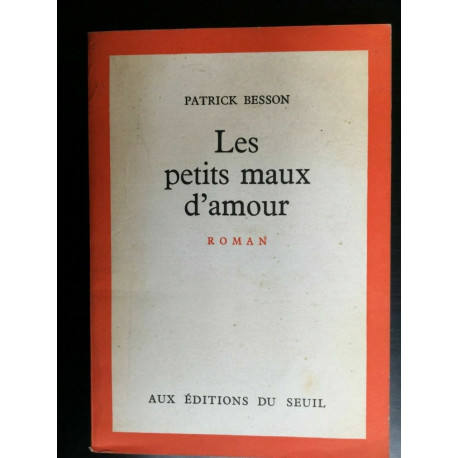 PATRICK BESSON
Les
petits maux
d'amour
ROMAN
AUX ÉDITIONS DU SEUIL